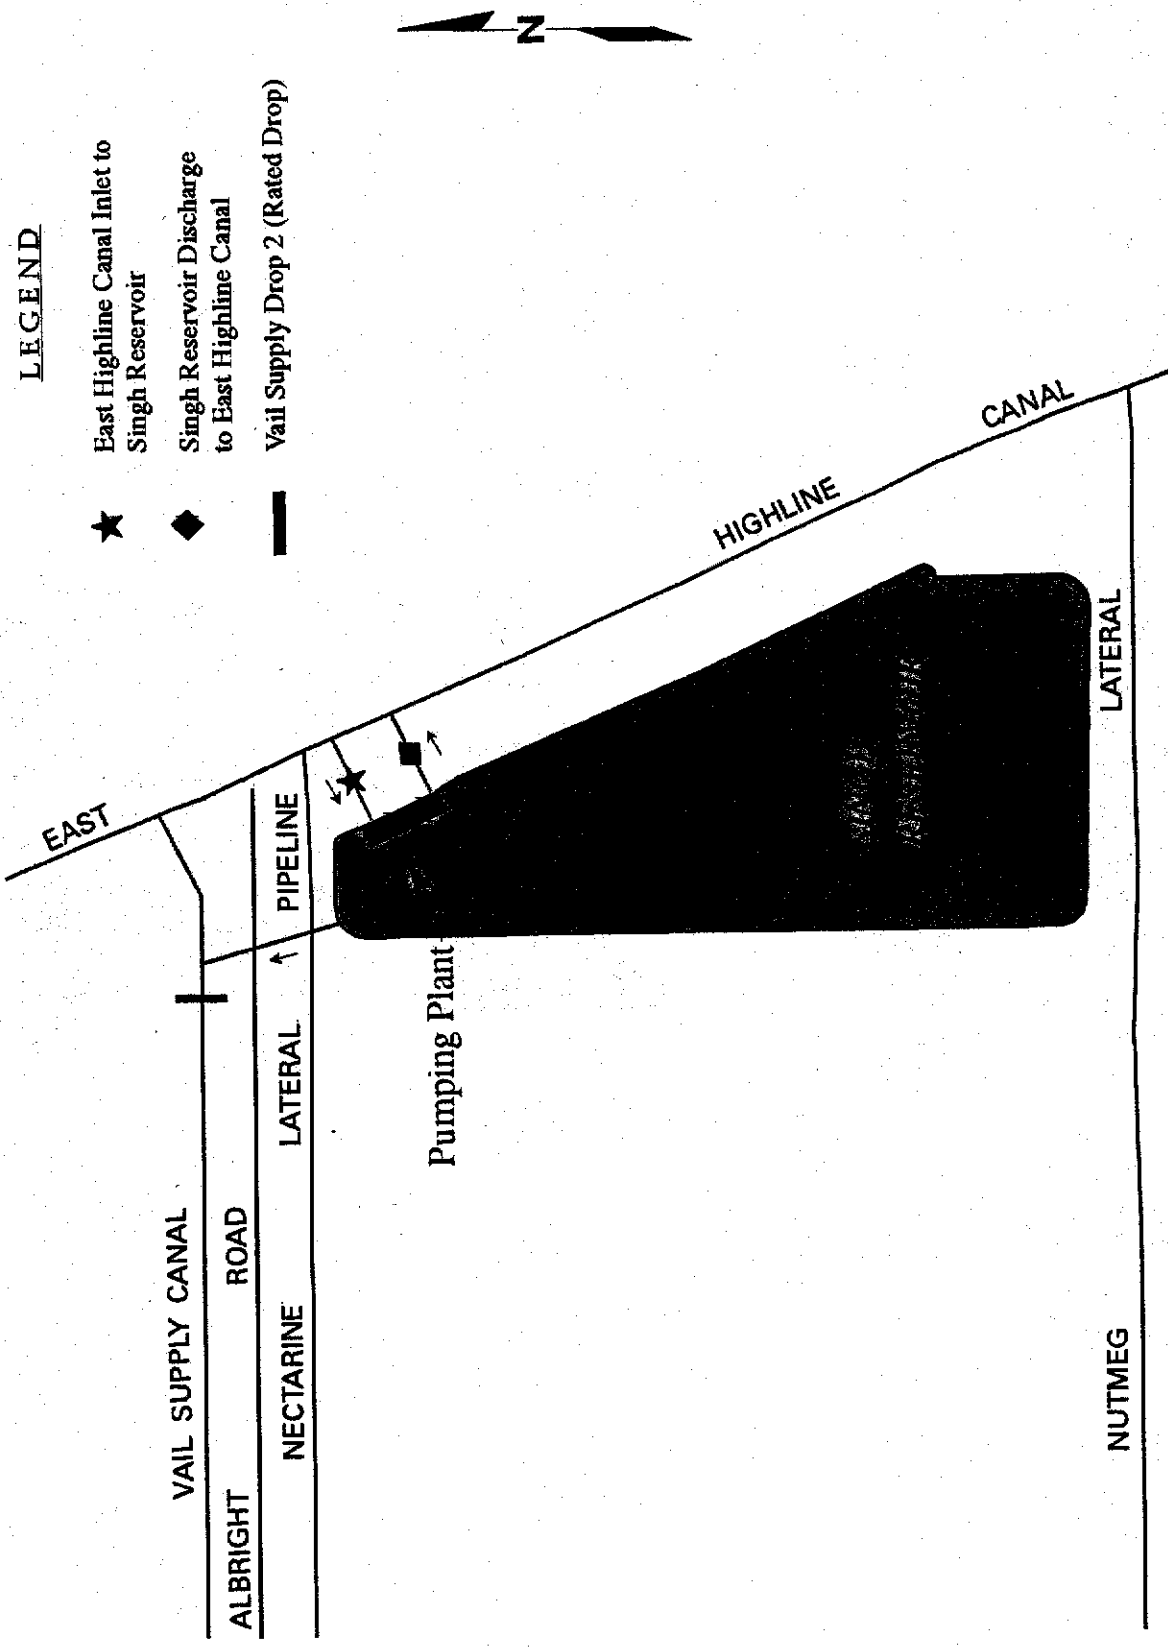 LEGEND
East Highline Canal Inlet to
Singh Reservoir
Singh Reservoir Discharge
to East Highline Canal
Vail Supply Drop 2 (Rated Drop)
N
EAST
HIGHLINE
CANAL
VAIL SUPPLY CANAL
ALBRIGHT ROAD
NECTARINE LATERAL PIPELINE
Pumping Plant
NUTMEG LATERAL